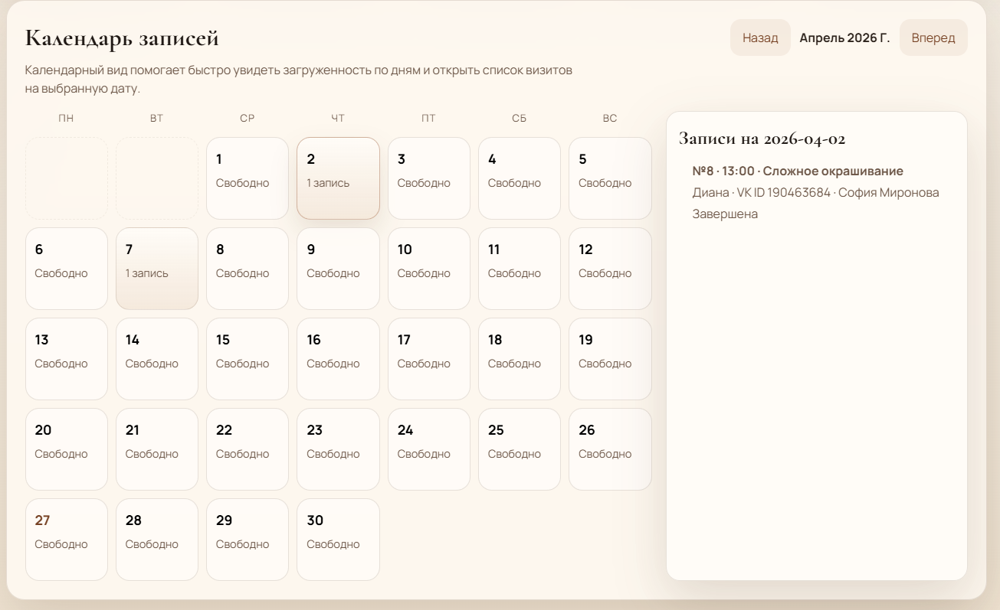 Календарь записей
Назад
Апрель 2026 Г.
Вперед
Календарный вид помогает быстро увидеть загруженность по дням и открыть список визитов
на выбранную дату.
ПН ВТ СР ЧТ ПТ СБ ВС
1 2 3 4 5
Свободно 1 запись Свободно Свободно Свободно
6 7 8 9 10 11 12
Свободно 1 запись Свободно Свободно Свободно Свободно Свободно
13 14 15 16 17 18 19
Свободно Свободно Свободно Свободно Свободно Свободно Свободно
20 21 22 23 24 25 26
Свободно Свободно Свободно Свободно Свободно Свободно Свободно
27 28 29 30
Свободно Свободно Свободно Свободно
Записи на 2026-04-02
№8 · 13:00 · Сложное окрашивание
Диана · VK ID 190463684 · София Миронова
Завершена